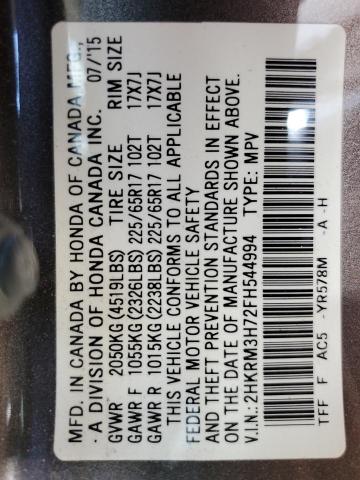 MFD. IN CANADA BY HONDA OF CANADA MFG.,
A DIVISION OF HONDA CANADA INC. 07/15
GVWR 2050KG (4519LBS) TIRE SIZE RIM SIZE
GAWR F 1055KG (2326LBS) 225/65R17 102T 17X7J
GAWR R 1015KG (2238LBS) 225/65R17 102T 17X7J
THIS VEHICLE CONFORMS TO ALL APPLICABLE
FEDERAL MOTOR VEHICLE SAFETY
AND THEFT PREVENTION STANDARDS IN EFFECT
ON THE DATE OF MANUFACTURE SHOWN ABOVE.
V.I.N.: 2HKRM3H72FH544994 TYPE: MPV
TFF F AC5 -YR578M -A -H